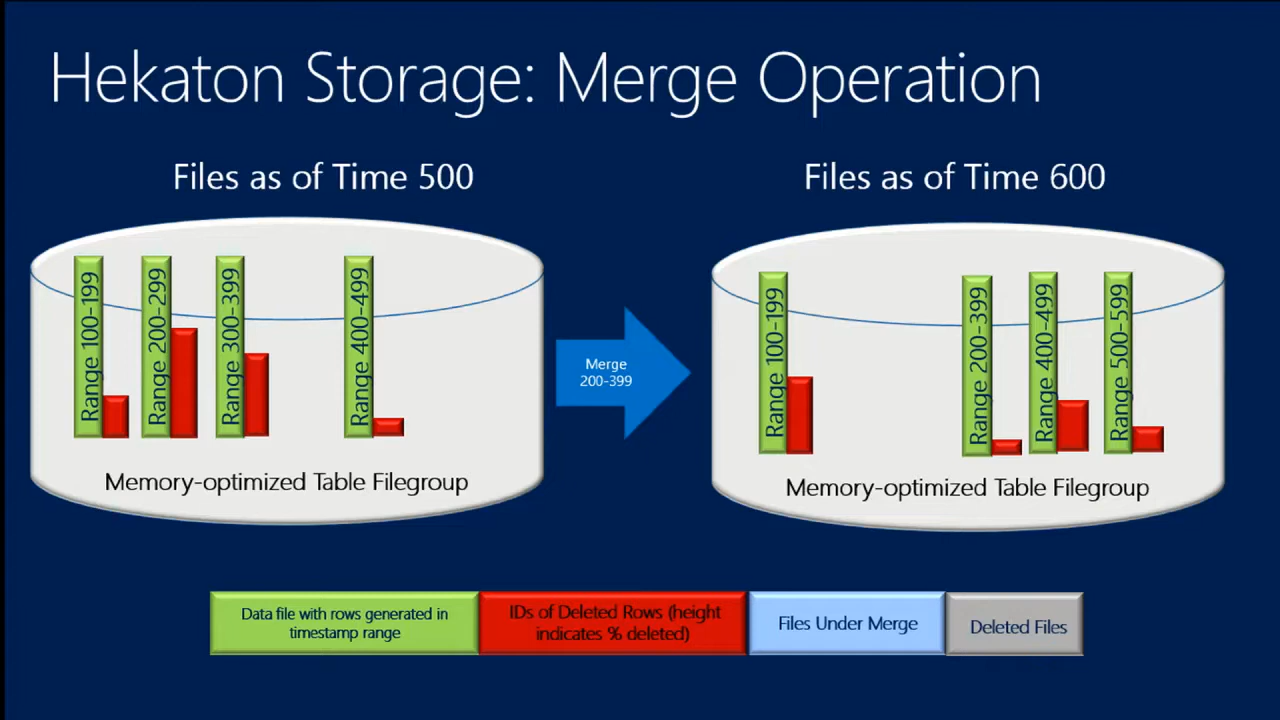 Hekaton Storage: Merge Operation
Files as of Time 500
Files as of Time 600
Range 100-199
Range 200-299
Range 300-399
Range 400-499
Memory-optimized Table Filegroup
Merge
200-399
Range 100-199
Range 200-399
Range 400-499
Range 500-599
Memory-optimized Table Filegroup
Data file with rows generated in
timestamp range
IDs of Deleted Rows (height
indicates % deleted)
Files Under Merge
Deleted Files